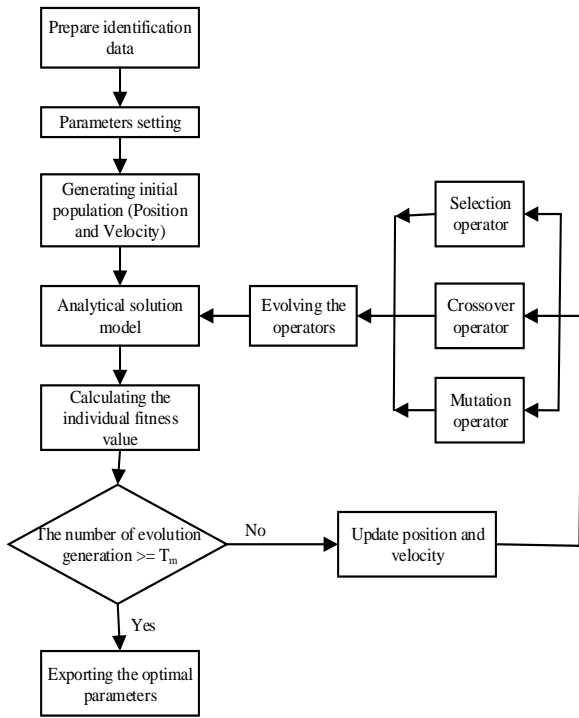 Prepare identification
data
Parameters setting
Generating initial
population (Position
and Velocity)
Analytical solution
model
Calculating the
individual fitness
value
The number of evolution
generation >= Tm
No
Yes
Exporting the optimal
parameters
Update position and
velocity
Selection
operator
Crossover
operator
Mutation
operator
Evolving the
operators